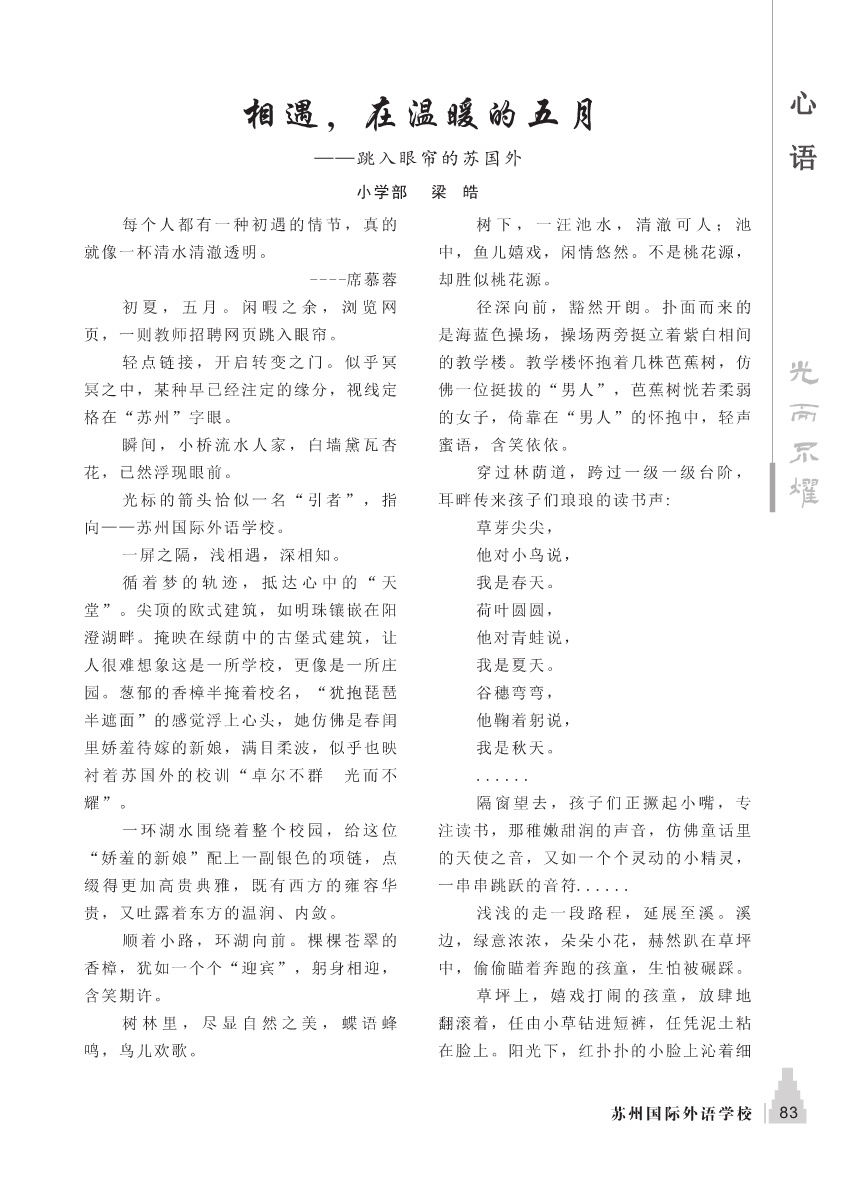 相遇，在温暖的五月
——跳入眼帘的苏国外
小学部 梁 皓
每个人都有一种初遇的情节，真的
就像一杯清水清澈透明。
----席慕蓉
初夏，五月。闲暇之余，浏览网
页，一则教师招聘网页跳入眼帘。
轻点链接，开启转变之门。似乎冥
冥之中，某种早已经注定的缘分，视线定
格在“苏州”字眼。
瞬间，小桥流水人家，白墙黛瓦杏
花，已然浮现眼前。
光标的箭头恰似一名“引者”，指
向——苏州国际外语学校。
一屏之隔，浅相遇，深相知。
循着梦的轨迹，抵达心中的“天
堂”。尖顶的欧式建筑，如明珠镶嵌在阳
澄湖畔。掩映在绿荫中的古堡式建筑，让
人很难想象这是一所学校，更像是一所庄
园。葱郁的香樟半掩着校名，“犹抱琵琶
半遮面”的感觉浮上心头，她仿佛是春闺
里娇羞待嫁的新娘，满目柔波，似乎也映
衬着苏国外的校训“卓尔不群 光而不
耀”。
一环湖水围绕着整个校园，给这位
“娇羞的新娘”配上一副银色的项链，点
缀得更加高贵典雅，既有西方的雍容华
贵，又吐露着东方的温润、内敛。
顺着小路，环湖向前。棵棵苍翠的
香樟，犹如一个个“迎宾”，躬身相迎，
含笑期许。
树林里，尽显自然之美，蝶语蜂
鸣，鸟儿欢歌。
树下，一汪池水，清澈可人；池
中，鱼儿嬉戏，闲情悠然。不是桃花源，
却胜似桃花源。
径深向前，豁然开朗。扑面而来的
是海蓝色操场，操场两旁挺立着紫白相间
的教学楼。教学楼怀抱着几株芭蕉树，仿
佛一位挺拔的“男人”，芭蕉树恍若柔弱
的女子，倚靠在“男人”的怀抱中，轻声
蜜语，含笑依依。
穿过林荫道，跨过一级一级台阶，
耳畔传来孩子们琅琅的读书声：
草芽尖尖，
他对小鸟说，
我是春天。
荷叶圆圆，
他对青蛙说，
我是夏天。
谷穗弯弯，
他鞠着躬说，
我是秋天。
......
隔窗望去，孩子们正撅起小嘴，专
注读书，那稚嫩甜润的声音，仿佛童话里
的天使之音，又如一个个灵动的小精灵，
一串串跳跃的音符......
浅浅的走一段路程，延展至溪。溪
边，绿意浓浓，朵朵小花，赫然趴在草坪
中，偷偷瞄着奔跑的孩童，生怕被碾踩。
草坪上，嬉戏打闹的孩童，放肆地
翻滚着，任由小草钻进短裤，任凭泥土粘
在脸上。阳光下，红扑扑的小脸上沁着细
心语
光而不耀
苏州国际外语学校 83